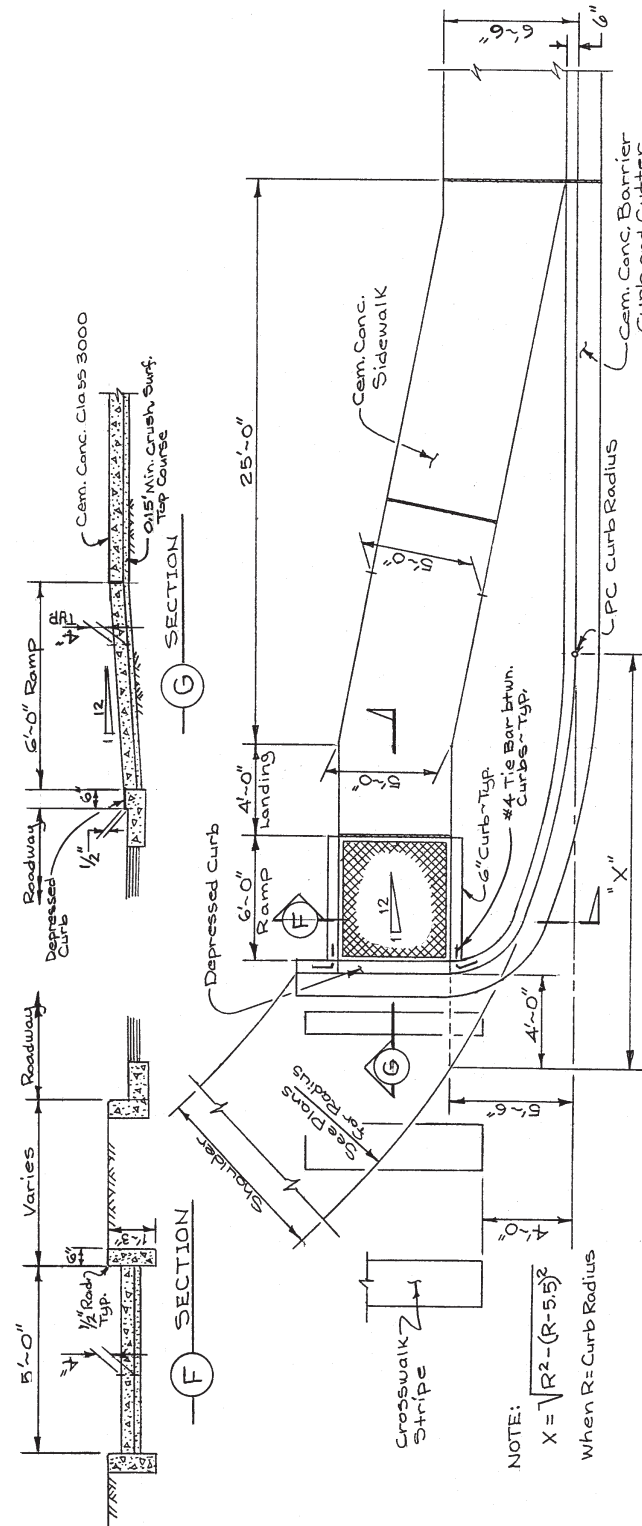 5'~0"
Varies
Roadway
1/2" Rad.
Typ.
6"
1'~3"
4"
F
SECTION
Roadway
6'~0" Ramp
6"
1/2"
Depressed
Curb
12
1
4"
Typ
Cem. Conc. Class 3000
0.15' Min. Crush. Surf.
Top Course
G
SECTION
Shoulder
See Plans
for Radius
Depressed Curb
6'~0"
Ramp
4'~0"
Landing
25'~0"
F
12
1
5'~0"
5'~0"
Cem. Conc.
Sidewalk
6'~6"
6"
G
6" Curb~Typ.
#4 Tie Bar btwn.
Curbs~Typ.
Crosswalk
Stripe
4'~0"
5'~6"
4'~0"
"X"
PC Curb Radius
Cem. Conc. Barrier
Curb and Gutter
NOTE:
X = √R²-(R-5.5)²
When R=Curb Radius